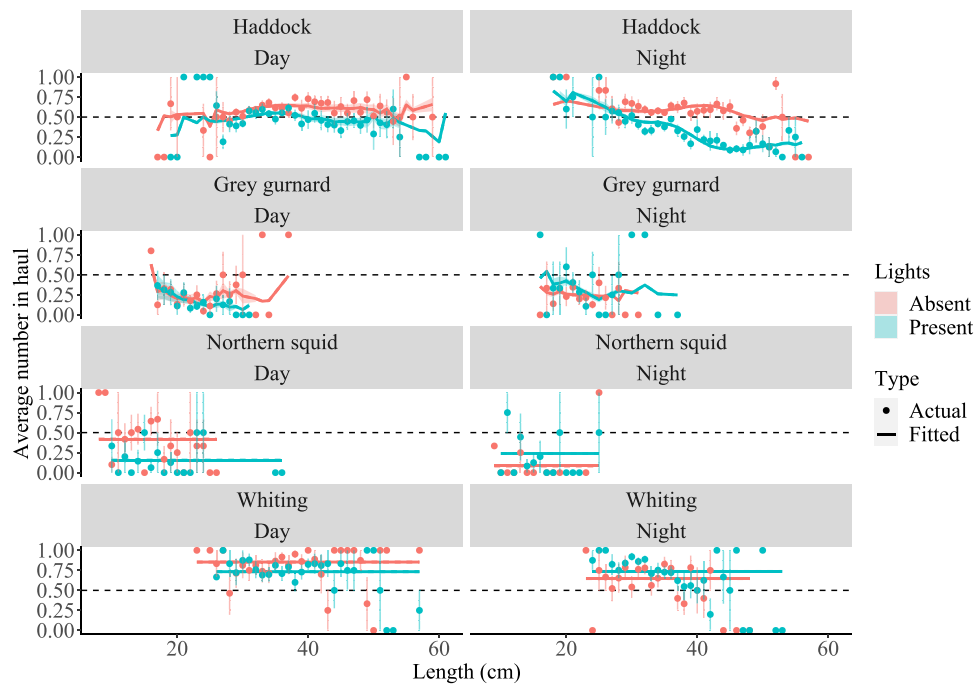 Haddock
Day
Haddock
Night
1.00
0.75
0.50
0.25
0.00
Grey gurnard
Day
Grey gurnard
Night
1.00
0.75
0.50
0.25
0.00
Northern squid
Day
Northern squid
Night
1.00
0.75
0.50
0.25
0.00
Whiting
Day
Whiting
Night
1.00
0.75
0.50
0.25
0.00
20
40
60
20
40
60
Length (cm)
Average number in haul
Lights
Absent
Present
Type
Actual
Fitted